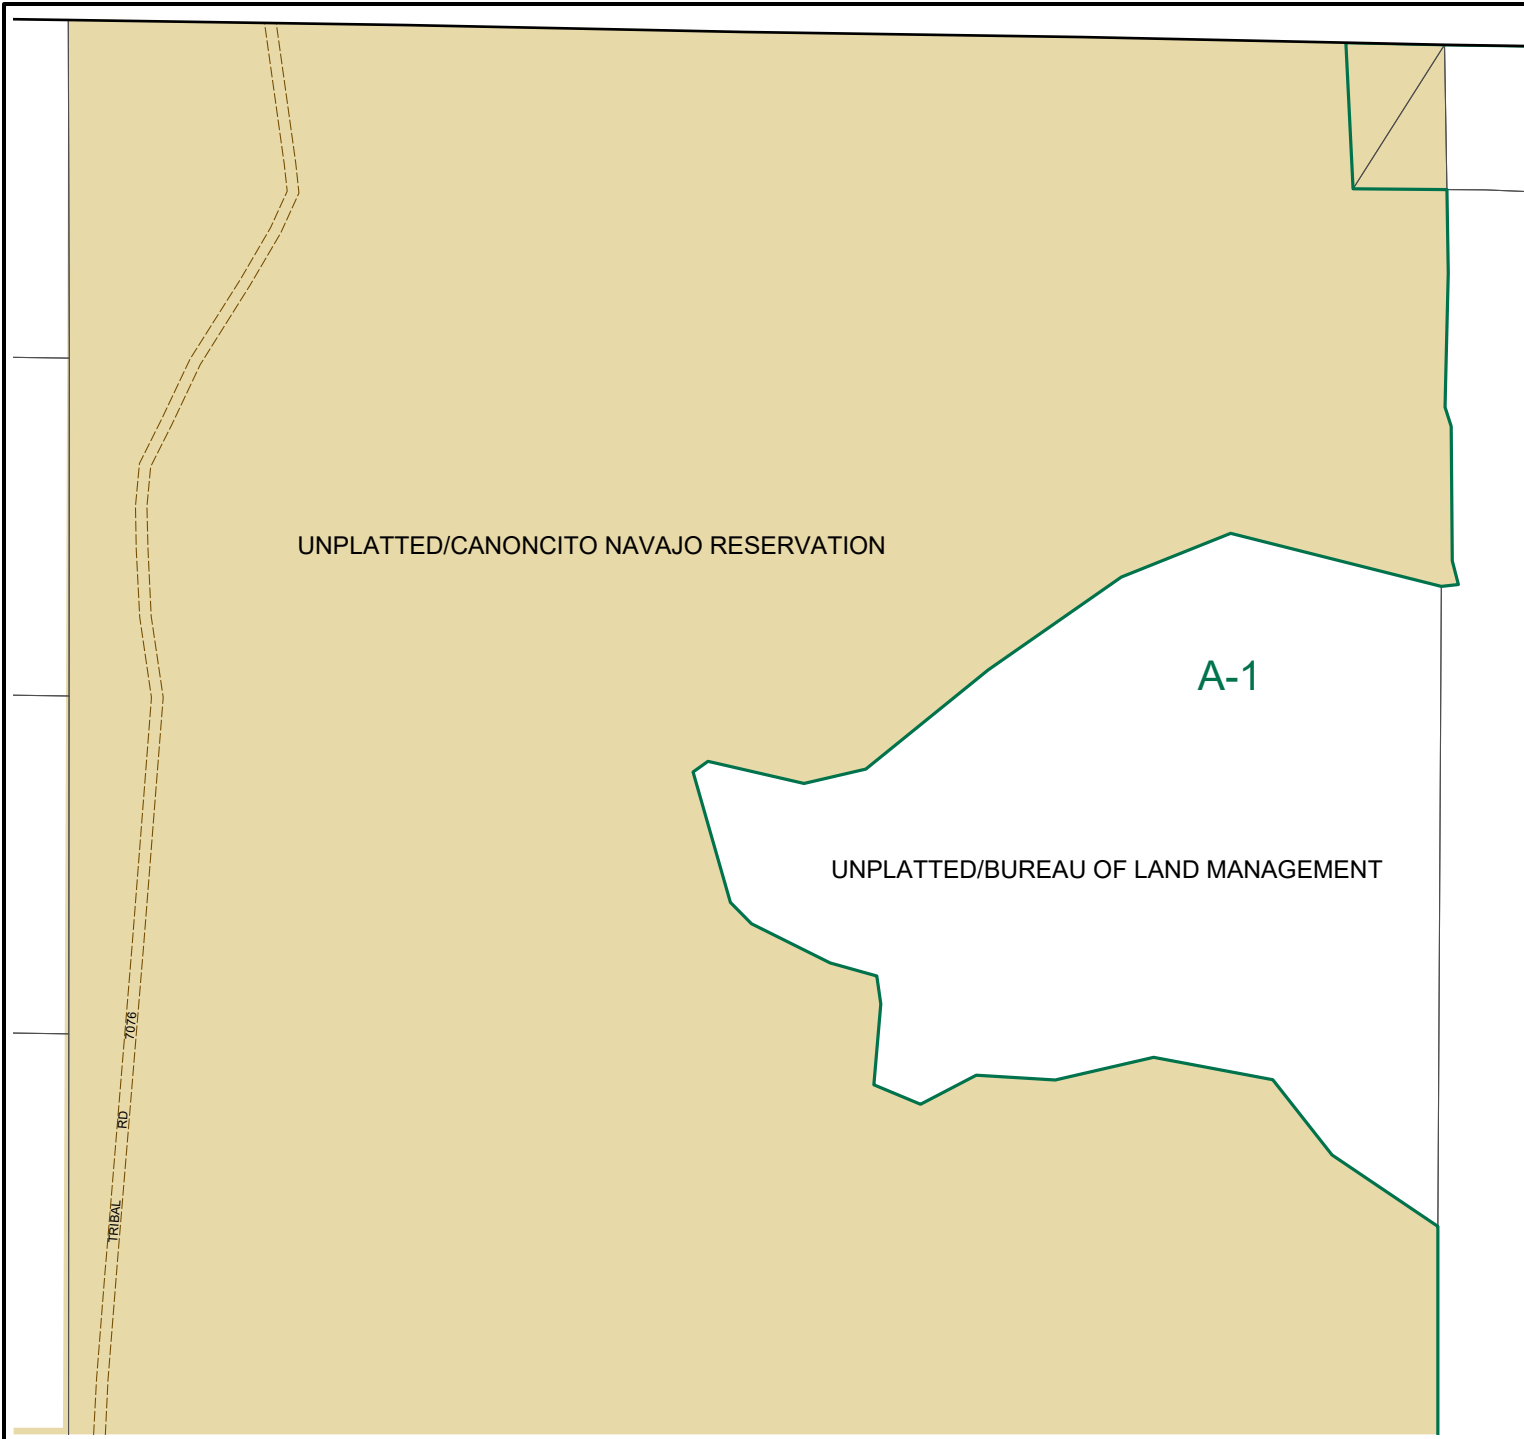 UNPLATTED/CANONCITO NAVAJO RESERVATION
A-1
UNPLATTED/BUREAU OF LAND MANAGEMENT
TRIBAL RD 7076